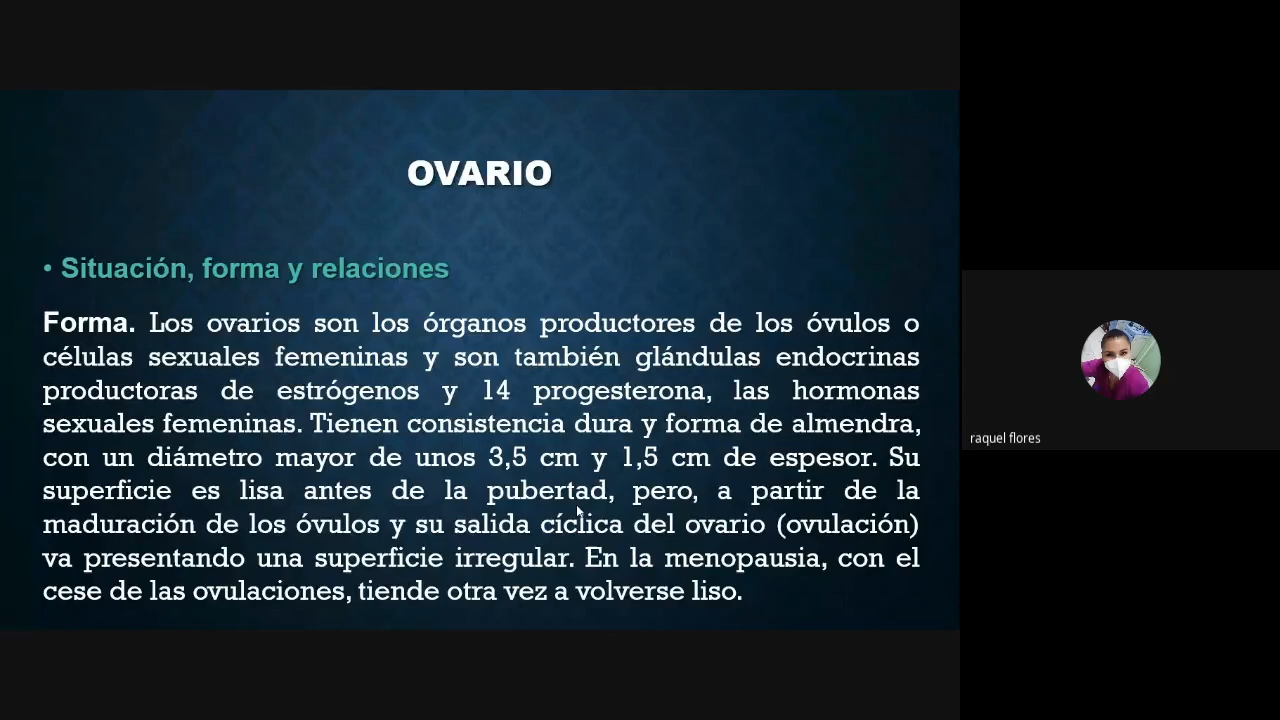 OVARIO
• Situación, forma y relaciones
Forma. Los ovarios son los órganos productores de los óvulos o
células sexuales femeninas y son también glándulas endocrinas
productoras de estrógenos y 14 progesterona, las hormonas
sexuales femeninas. Tienen consistencia dura y forma de almendra,
con un diámetro mayor de unos 3,5 cm y 1,5 cm de espesor. Su
superficie es lisa antes de la pubertad, pero, a partir de la
maduración de los óvulos y su salida cíclica del ovario (ovulación)
va presentando una superficie irregular. En la menopausia, con el
cese de las ovulaciones, tiende otra vez a volverse liso.
raquel flores